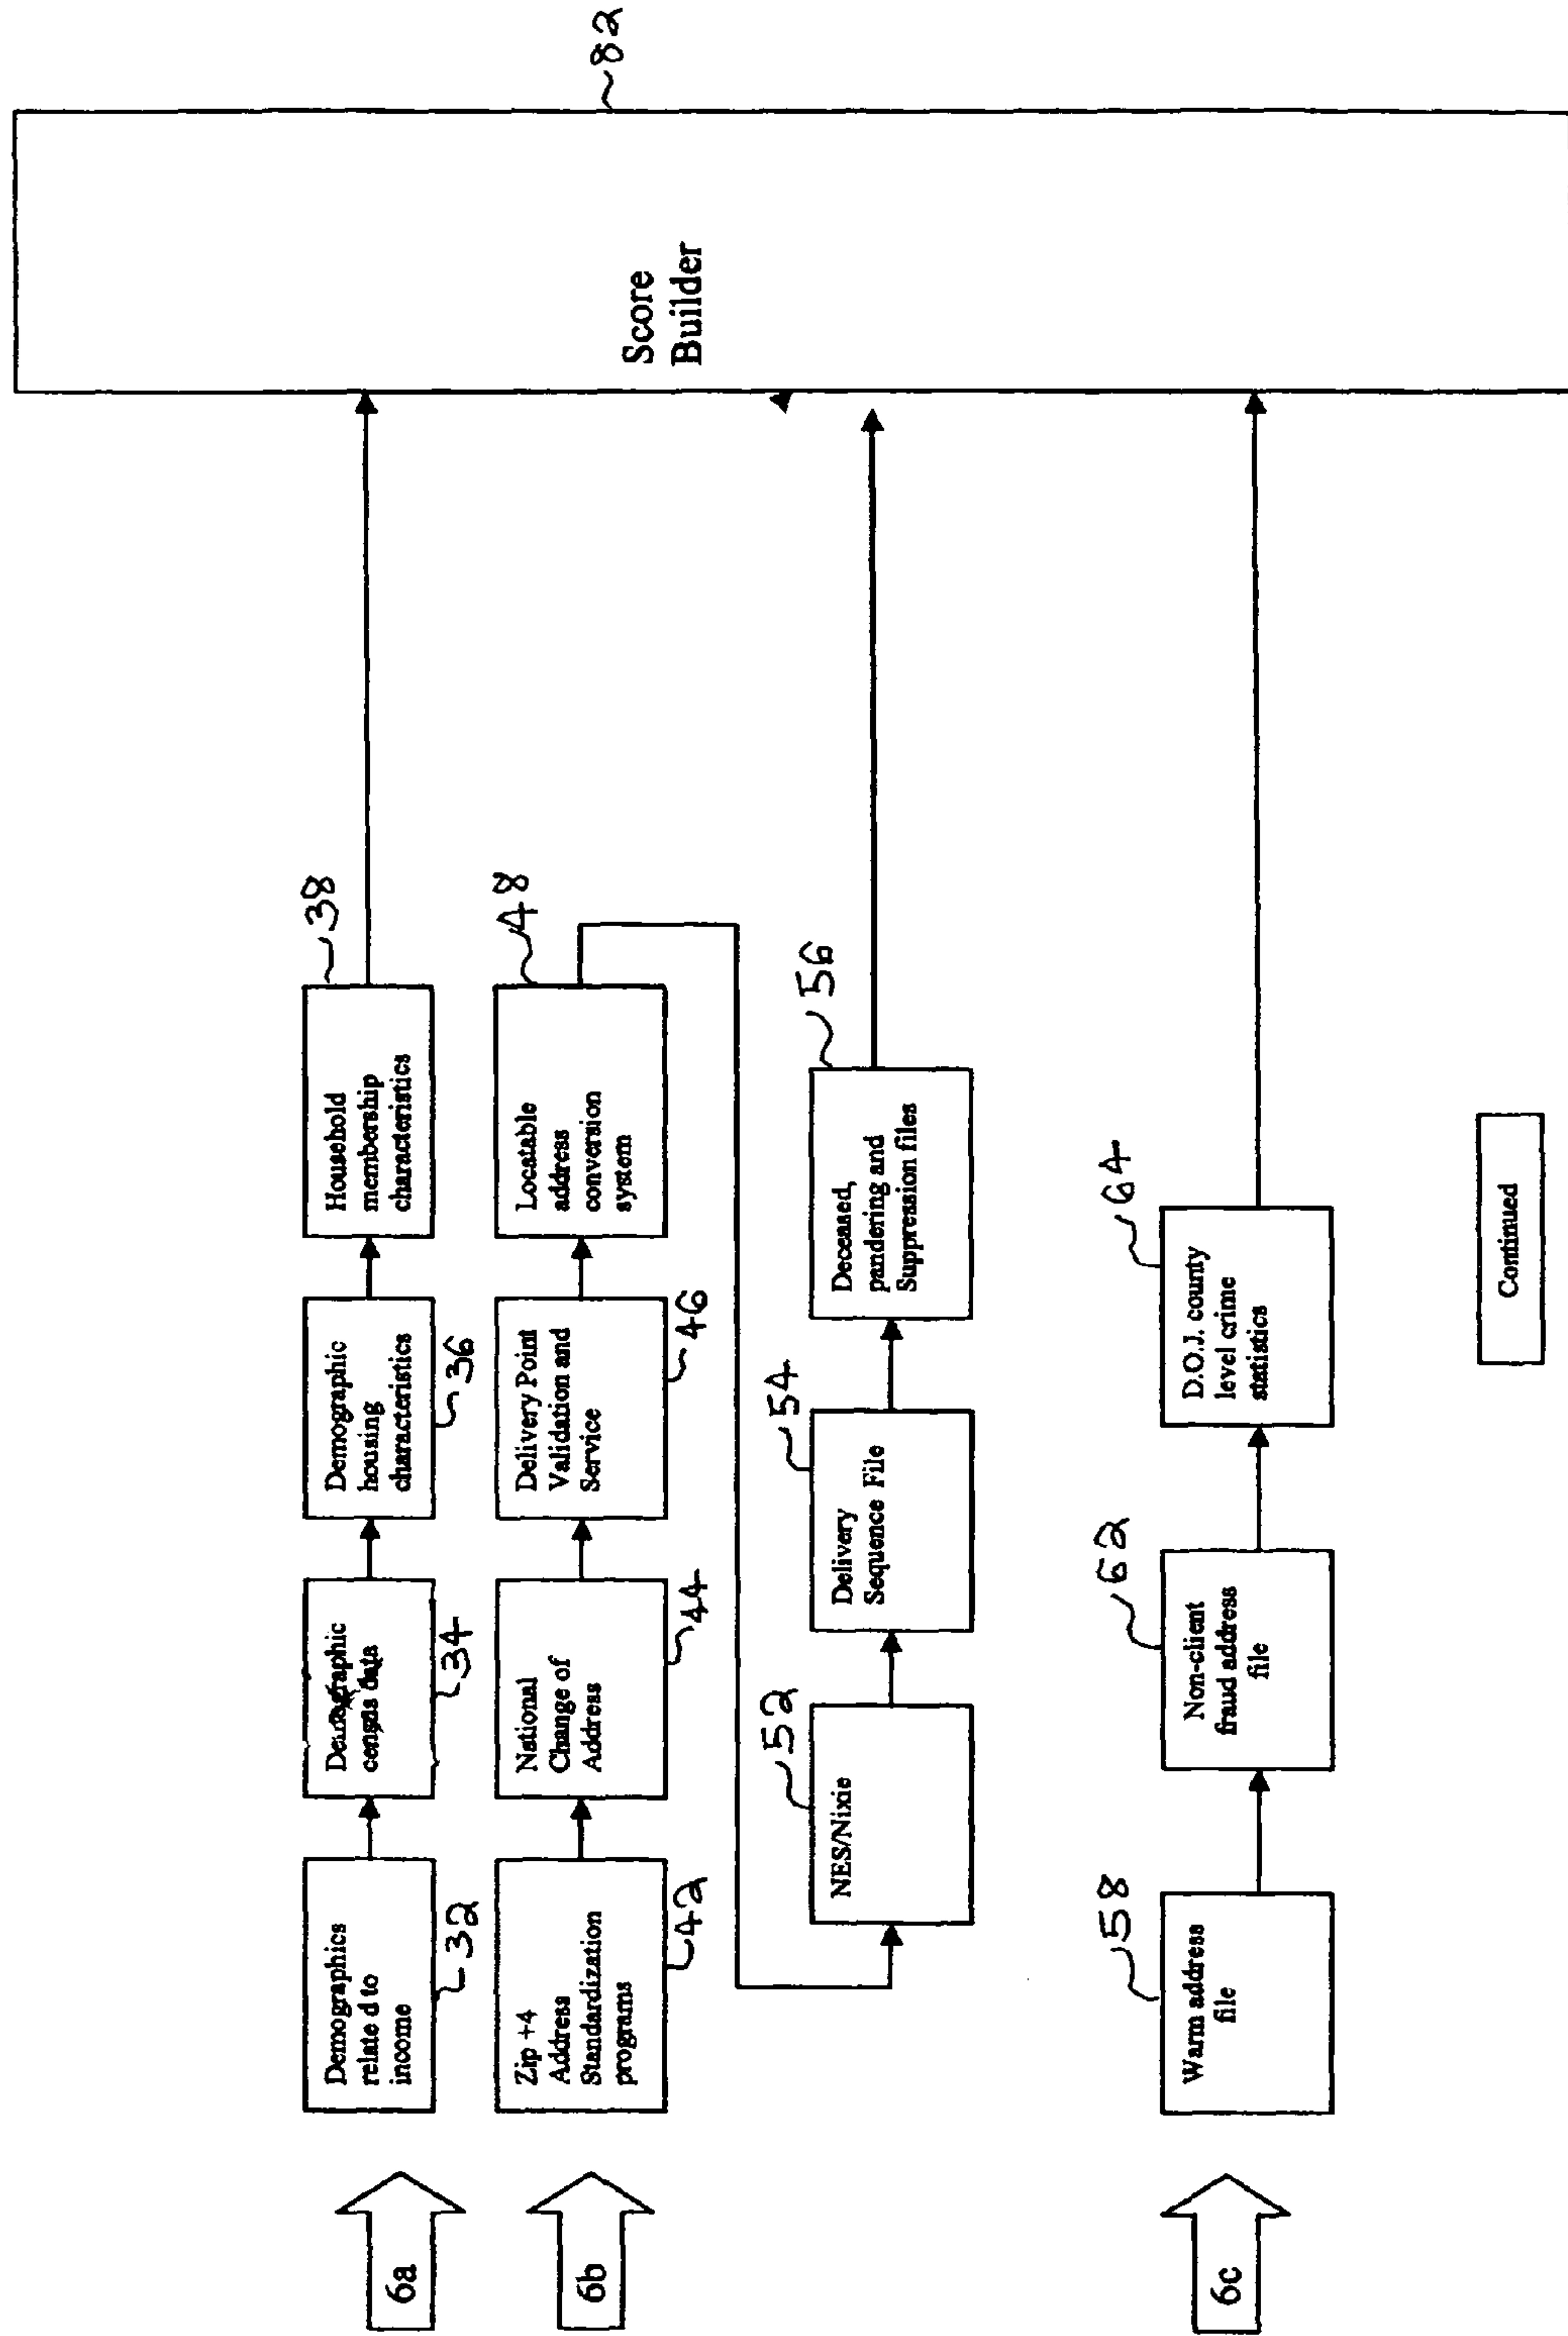 6a
Demographics
relate d to
income
32
Demographic
census data
34
Demographic
housing
characteristics
36
Household
membership
characteristics
38
6b
Zip +4
Address
Standardization
programs
42
National
Change of
Address
44
Delivery Point
Validation and
Service
46
Locatable
address
conversion
system
48
NES/Nixie
52
Delivery
Sequence File
54
Deceased,
pandering and
Suppression files
56
6c
Warm address
file
58
Non-client
fraud address
file
62
D.O.J. county
level crime
statistics
64
Score
Builder
82
Continued